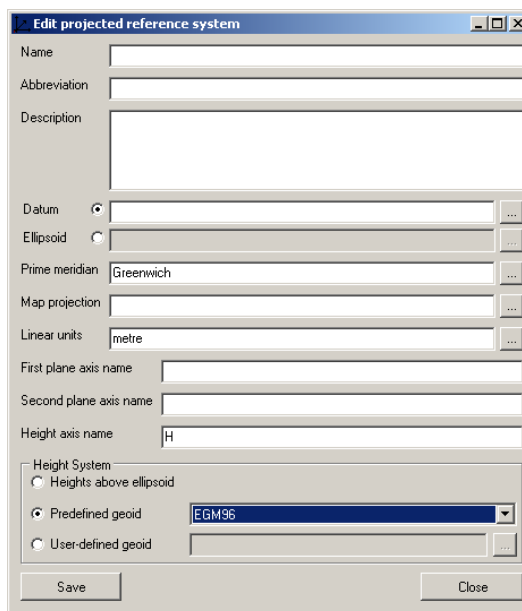 Edit projected reference system
Name
Abbreviation
Description
Datum
...
Ellipsoid
...
Prime meridian
Greenwich
...
Map projection
...
Linear units
metre
...
First plane axis name
Second plane axis name
Height axis name
H
Height System
Heights above ellipsoid
Predefined geoid
EGM96
User-defined geoid
...
Save
Close